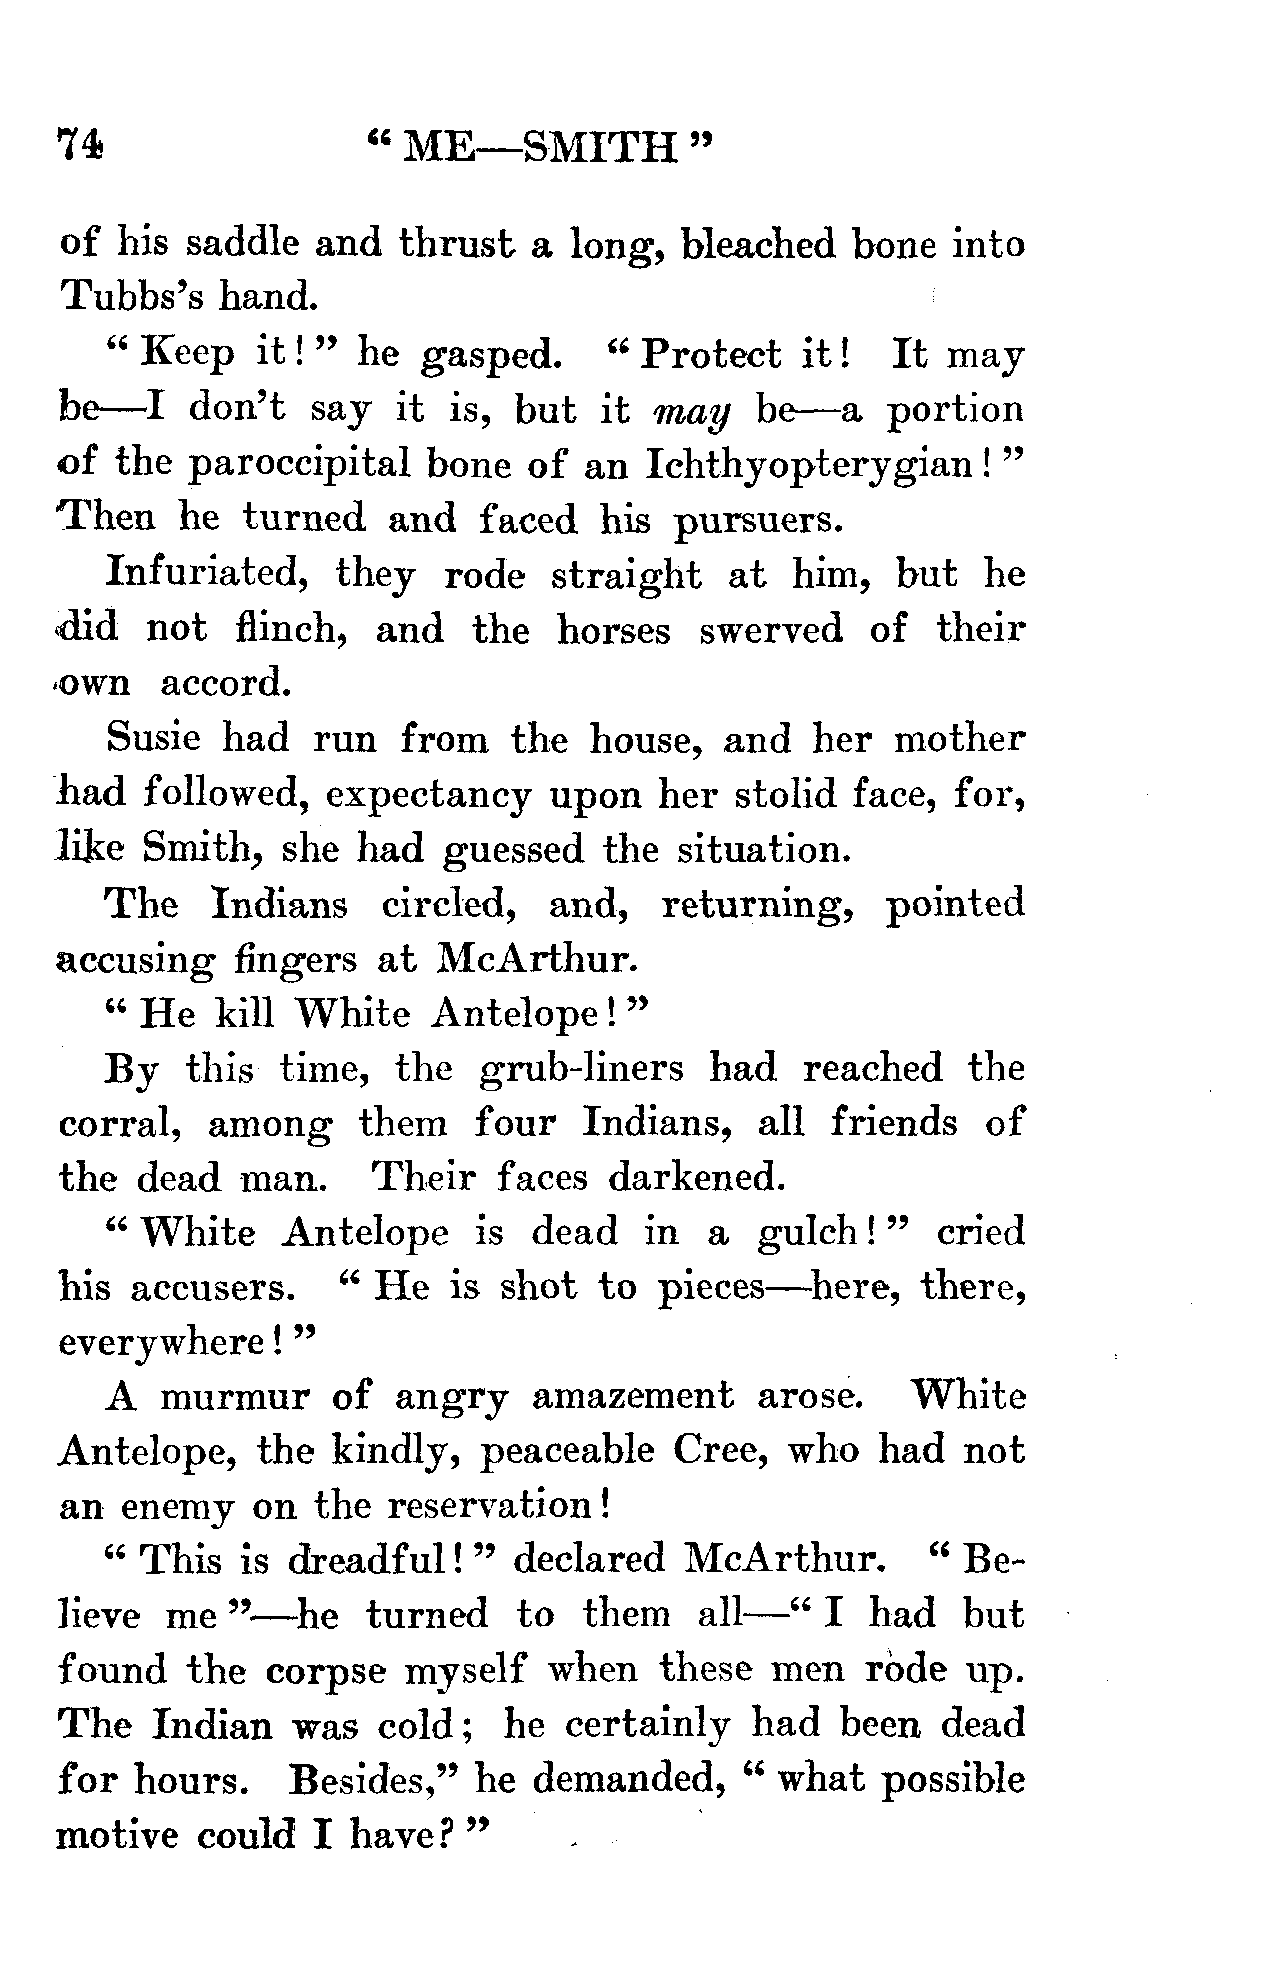 74 “ ME—SMITH ”
of his saddle and thrust a long, bleached bone into
Tubbs’s hand.
“ Keep it! ” he gasped. “ Protect it! It may
be—I don’t say it is, but it may be—a portion
of the paroccipital bone of an Ichthyopterygian! ”
Then he turned and faced his pursuers.
Infuriated, they rode straight at him, but he
did not flinch, and the horses swerved of their
own accord.
Susie had run from the house, and her mother
had followed, expectancy upon her stolid face, for,
like Smith, she had guessed the situation.
The Indians circled, and, returning, pointed
accusing fingers at McArthur.
“ He kill White Antelope! ”
By this time, the grub-liners had reached the
corral, among them four Indians, all friends of
the dead man. Their faces darkened.
“ White Antelope is dead in a gulch! ” cried
his accusers. “ He is shot to pieces—here, there,
everywhere! ”
A murmur of angry amazement arose. White
Antelope, the kindly, peaceable Cree, who had not
an enemy on the reservation!
“ This is dreadful! ” declared McArthur. “ Be-
lieve me ”—he turned to them all—“ I had but
found the corpse myself when these men rode up.
The Indian was cold; he certainly had been dead
for hours. Besides,” he demanded, “ what possible
motive could I have? ”